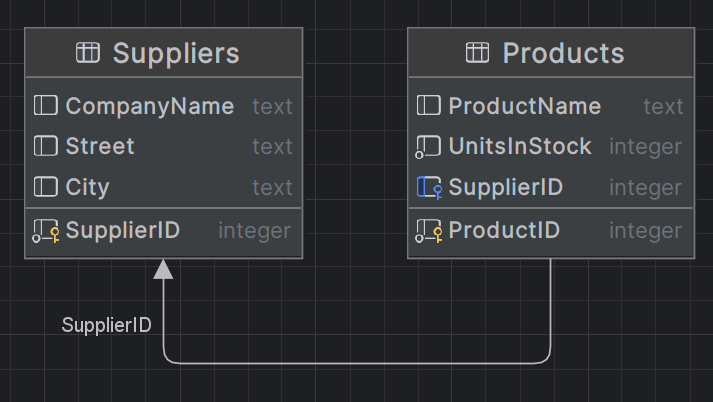 Suppliers
CompanyName text
Street text
City text
SupplierID integer
Products
ProductName text
UnitsInStock integer
SupplierID integer
ProductID integer
SupplierID